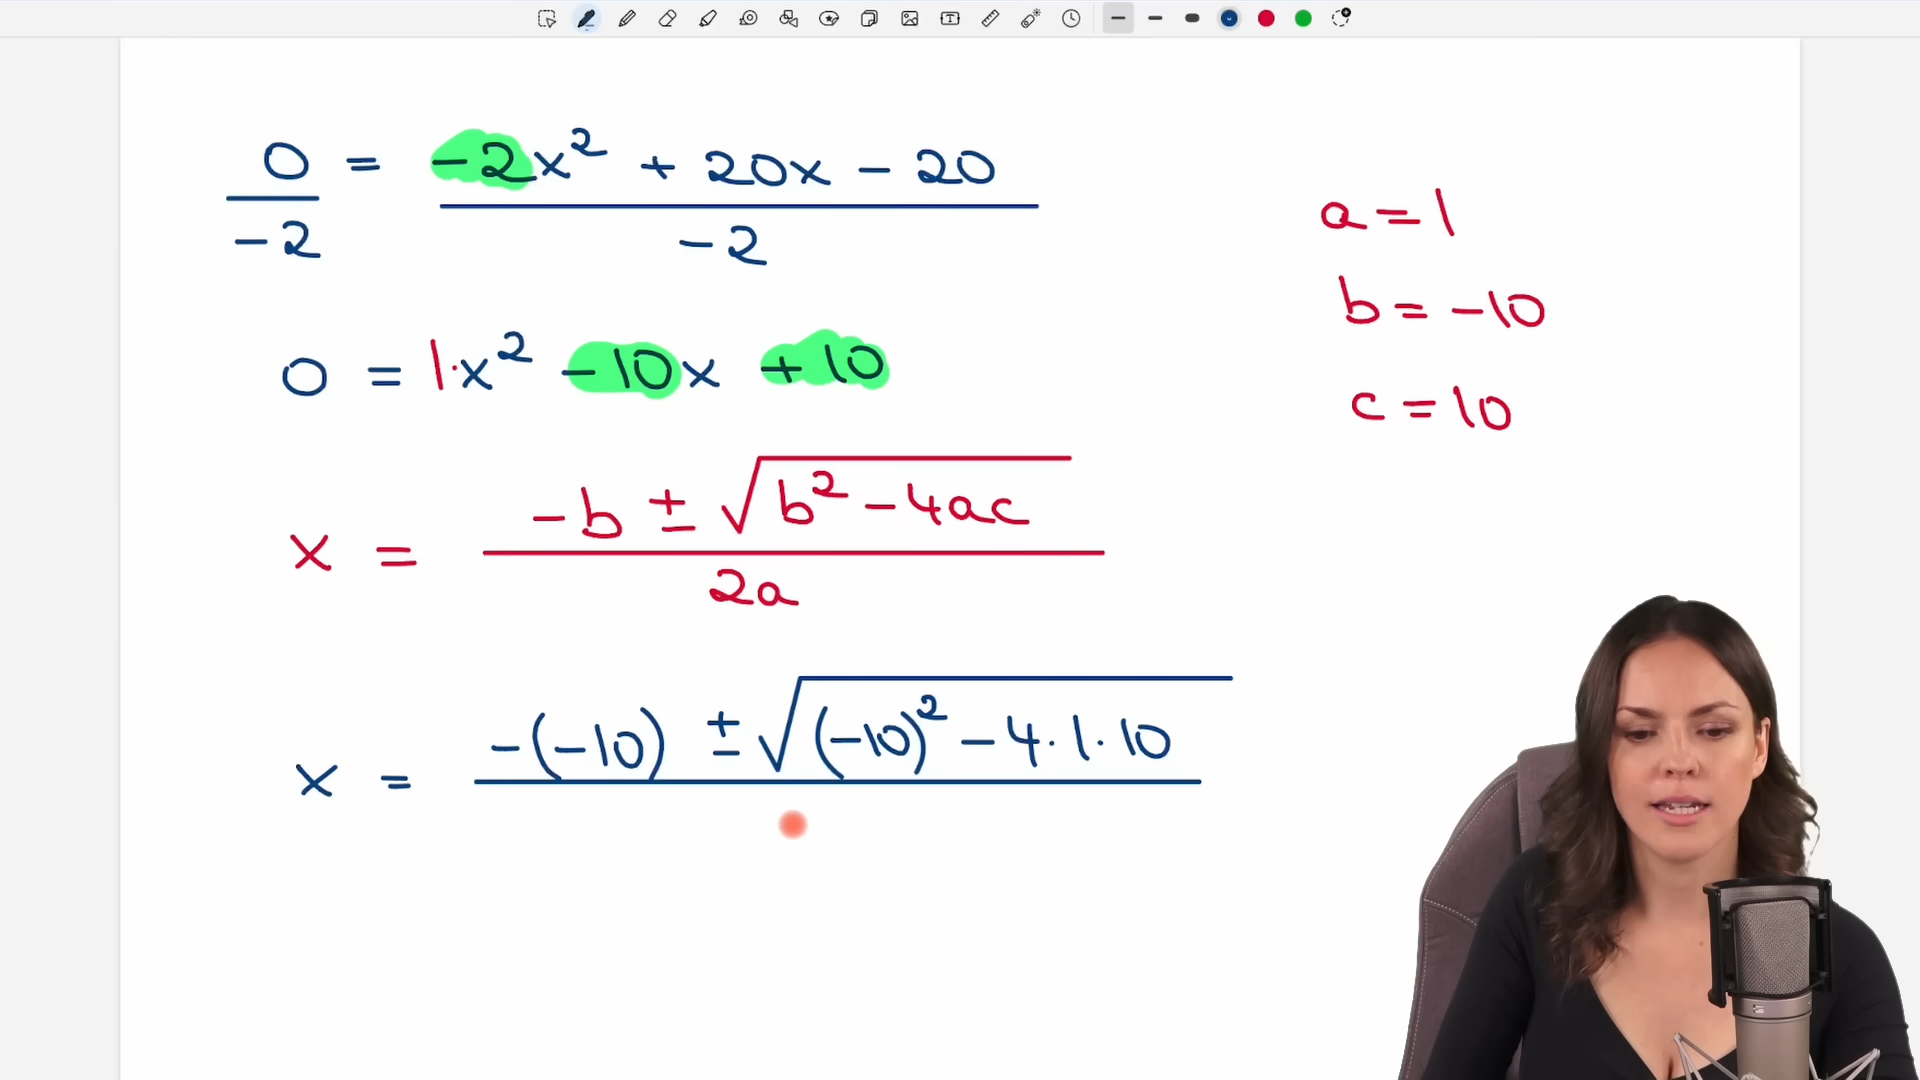 0 = -2x² + 20x - 20
-2 -2
0 = 1·x² -10x +10
x = -b ± √b² - 4ac
2a
x = -(-10) ± √(-10)² - 4·1·10
a = 1
b = -10
c = 10